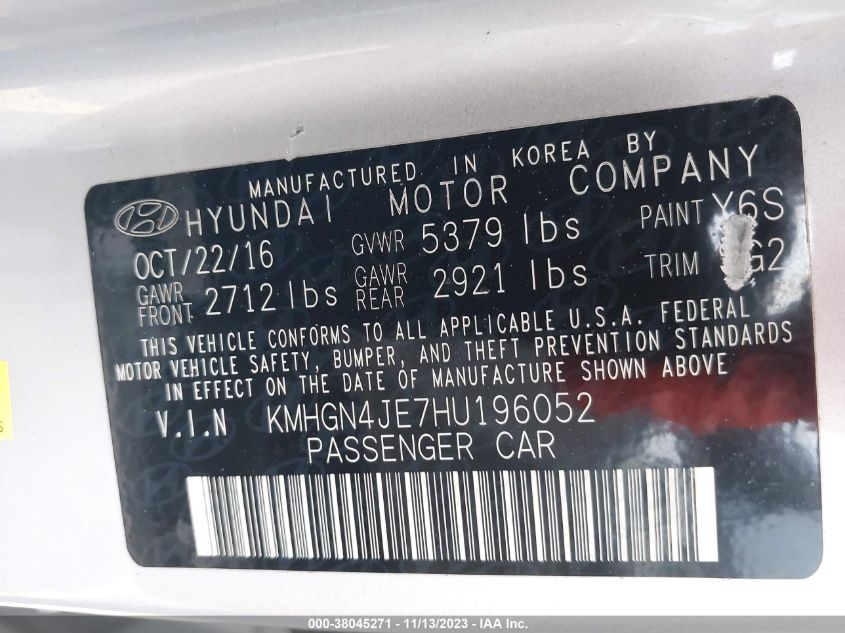 MANUFACTURED IN KOREA BY
HYUNDAI MOTOR COMPANY
OCT/22/16 GVWR 5379 lbs PAINT Y6S
GAWR FRONT 2712 lbs GAWR REAR 2921 lbs TRIM G2
THIS VEHICLE CONFORMS TO ALL APPLICABLE U.S.A. FEDERAL
MOTOR VEHICLE SAFETY, BUMPER, AND THEFT PREVENTION STANDARDS
IN EFFECT ON THE DATE OF MANUFACTURE SHOWN ABOVE
V.I.N KMHGN4JE7HU196052
PASSENGER CAR
000-38045271 - 11/13/2023 - IAAI Inc.